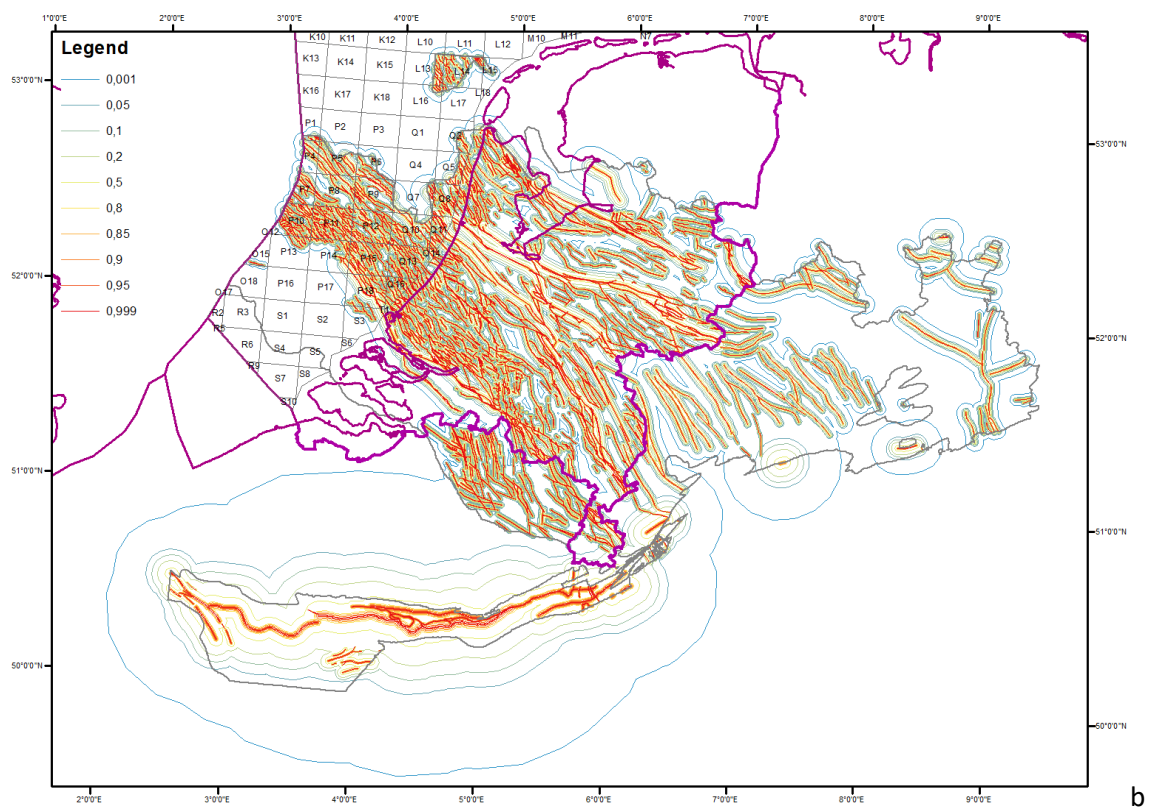 1°0'0"E 2°0'0"E 3°0'0"E 4°0'0"E 5°0'0"E 6°0'0"E 7°0'0"E 8°0'0"E 9°0'0"E
Legend
0,001
0,05
0,1
0,2
0,5
0,8
0,85
0,9
0,95
0,999
K10 K11 K12 L10 L11 L12 M10 M11 N7
K13 K14 K15 L13 L14 L15
K16 K17 K18 L16 L17 L18
P1 P2 P3 Q1 Q2
P4 P5 P6 Q4 Q5
P7 P8 P9 Q7 Q8
O12 P10 P11 P12 Q10 Q11
O15 P13 P14 P15 Q13 Q14
O17 O18 P16 P17 P18 Q16
R2 R3 S1 S2 S3 T1
R5 R6 S4 S5 S6
R9 S7 S8
S10
53°0'0"N 53°0'0"N
52°0'0"N 52°0'0"N
51°0'0"N 51°0'0"N
50°0'0"N 50°0'0"N
2°0'0"E 3°0'0"E 4°0'0"E 5°0'0"E 6°0'0"E 7°0'0"E 8°0'0"E 9°0'0"E
b